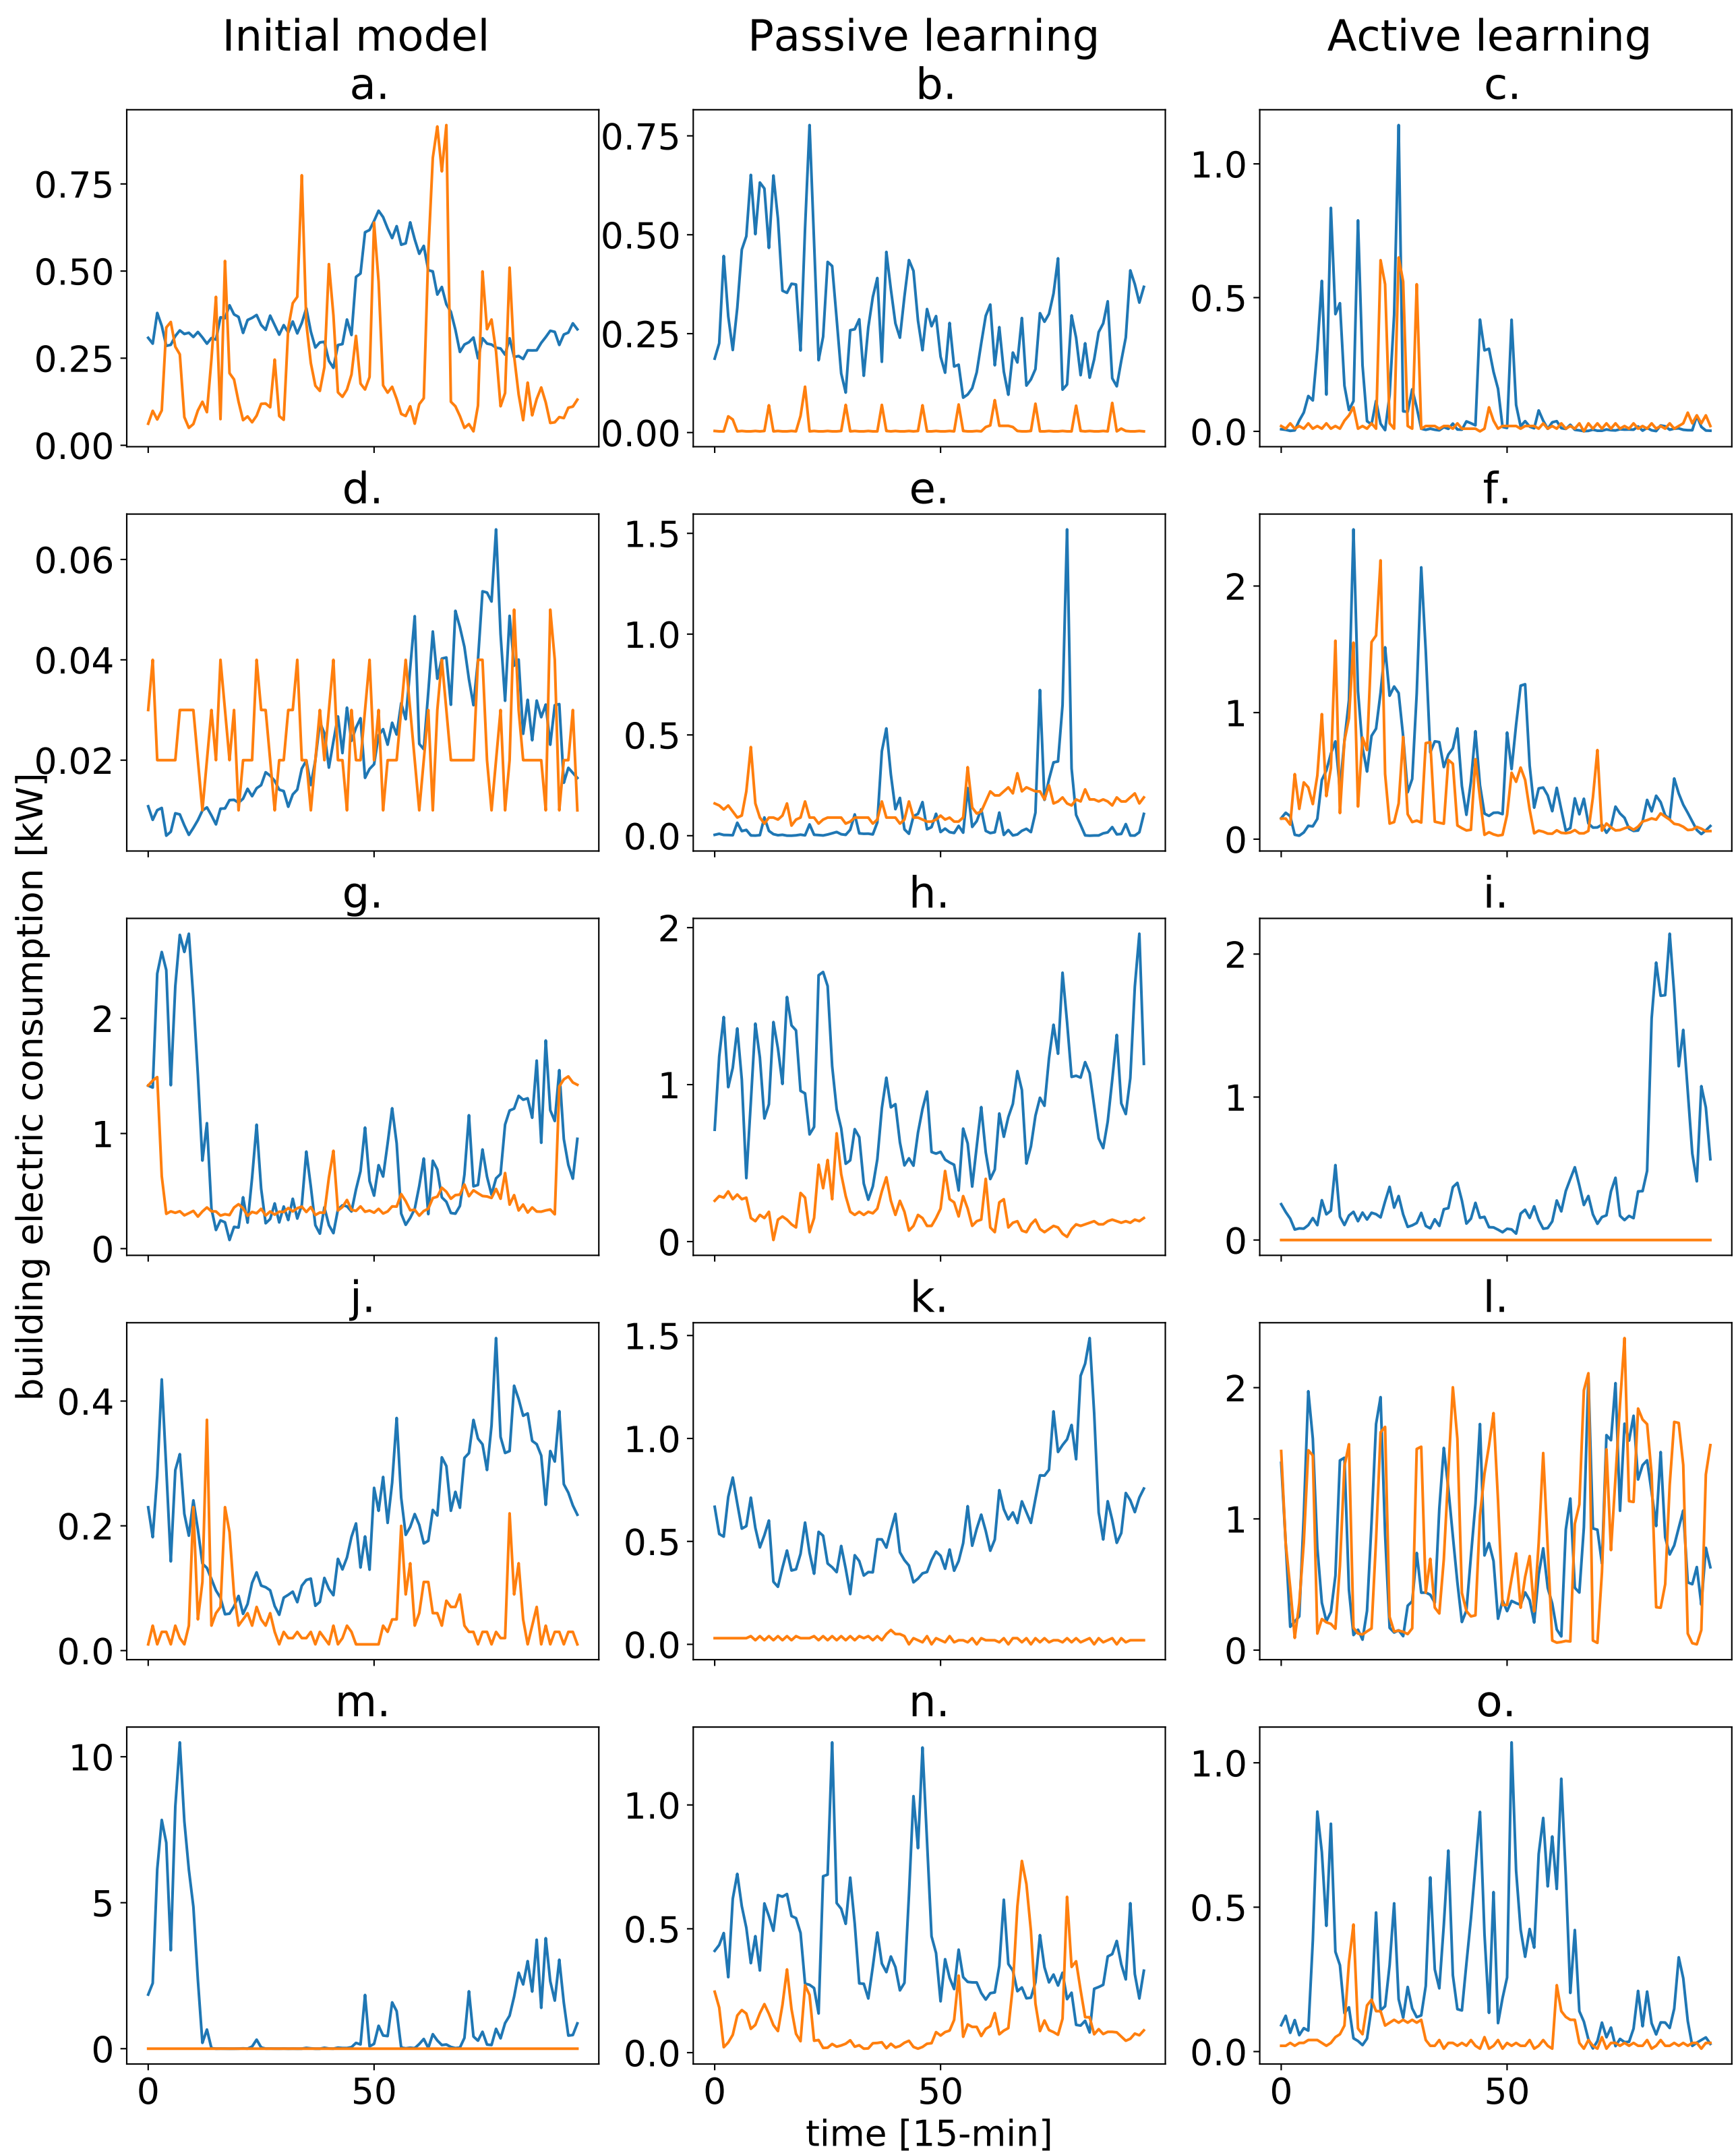 Initial model
Passive learning
Active learning
a.
b.
c.
0.75
0.50
0.25
0.00
0.75
0.50
0.25
0.00
1.0
0.5
0.0
d.
e.
f.
0.06
0.04
0.02
1.5
1.0
0.5
0.0
2
1
0
building electric consumption [kW]
g.
h.
i.
2
1
0
2
1
0
2
1
0
j.
k.
l.
0.4
0.2
0.0
1.5
1.0
0.5
0.0
2
1
0
m.
n.
o.
10
5
0
1.0
0.5
0.0
1.0
0.5
0.0
0
50
0
50
0
50
time [15-min]